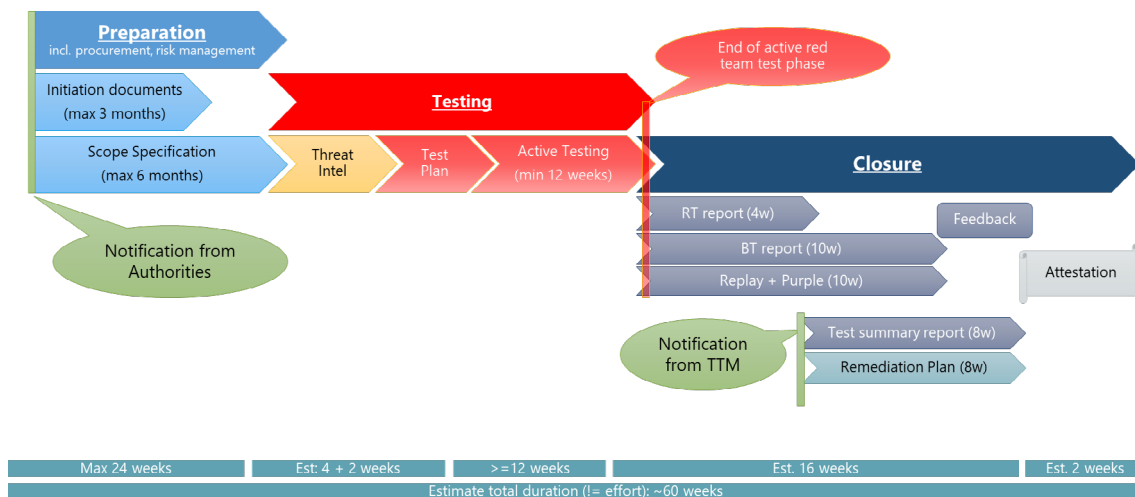 Preparation
incl. procurement, risk management
End of active red
team test phase
Initiation documents
(max 3 months)
Testing
Scope Specification
(max 6 months)
Threat
Intel
Test
Plan
Active Testing
(min 12 weeks)
Closure
RT report (4w)
Feedback
Notification from
Authorities
BT report (10w)
Replay + Purple (10w)
Attestation
Notification
from TTM
Test summary report (8w)
Remediation Plan (8w)
Max 24 weeks
Est: 4 + 2 weeks
>=12 weeks
Est. 16 weeks
Est. 2 weeks
Estimate total duration (!= effort): ~60 weeks